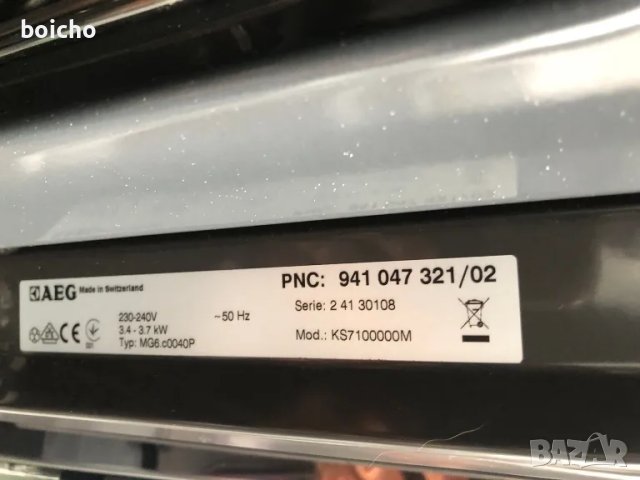 boicho
AEG Made in Switzerland
PNC: 941 047 321/02
230-240V ~50 Hz
Serie: 2 41 30108
3.4 - 3.7 kW
Typ: MG6.c0040P
Mod.: KS7100000M
CE
BAZAR